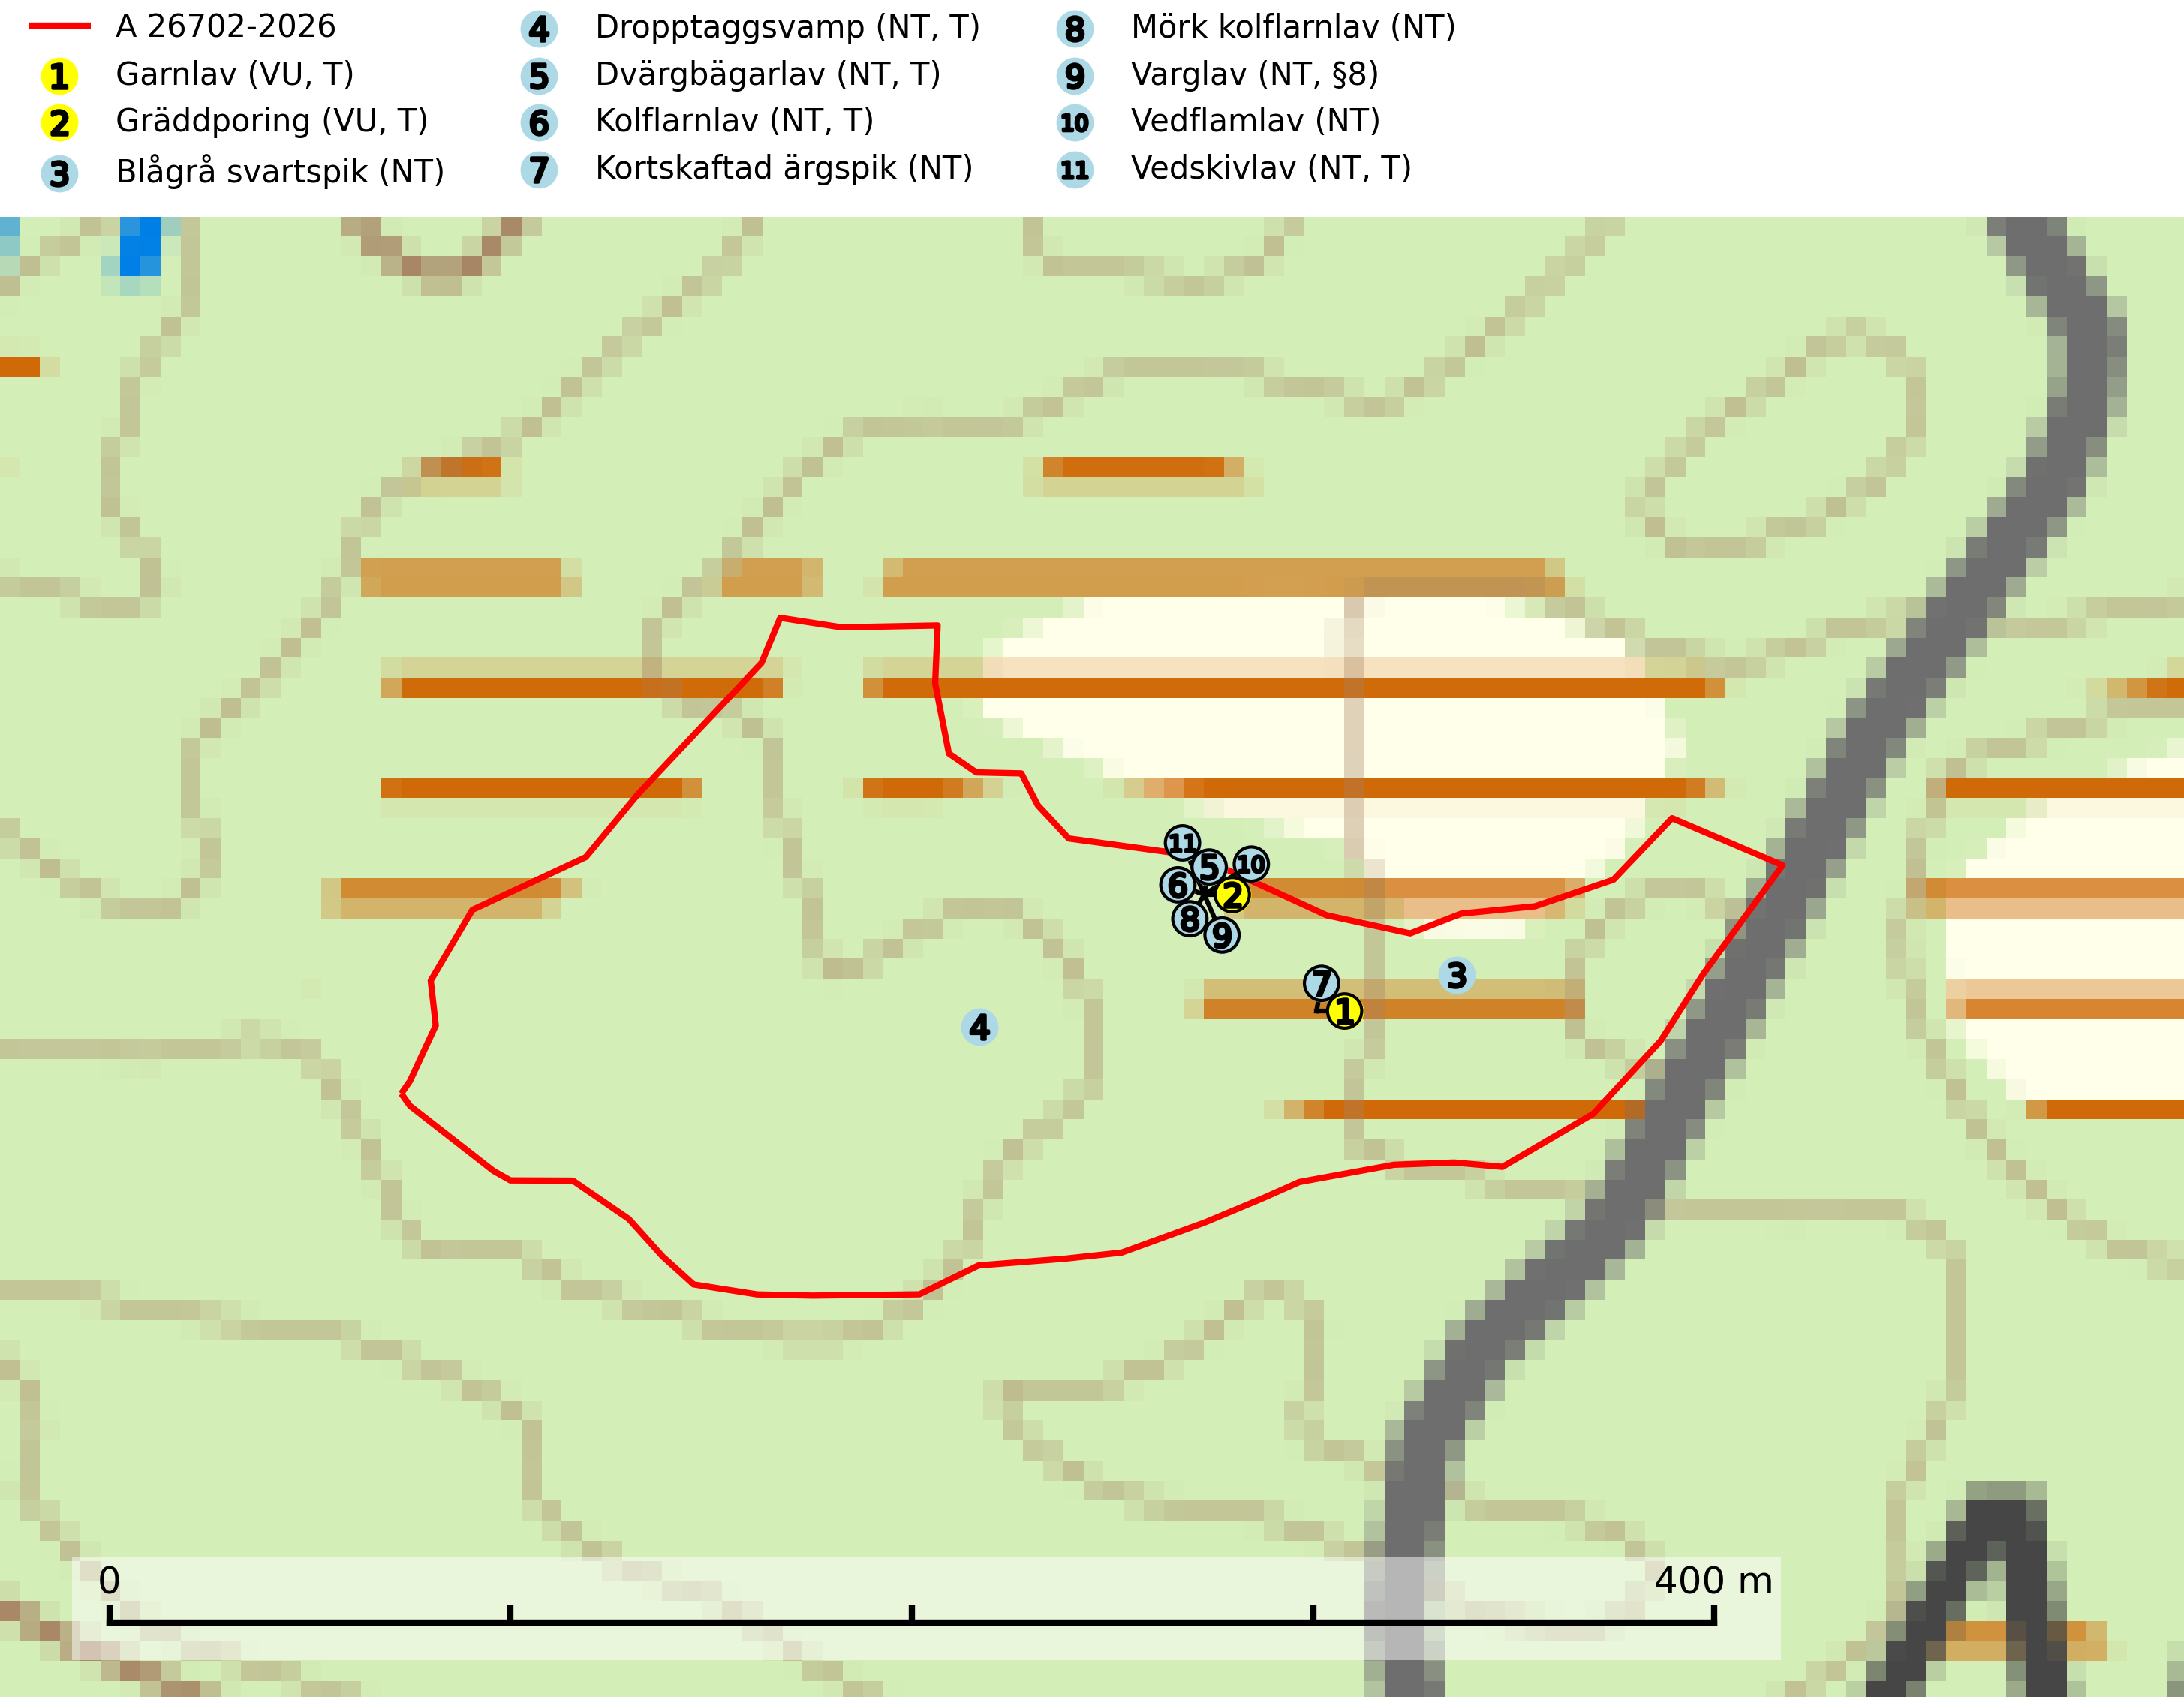 A 26702-2026
1 Garnlav (VU, T)
2 Gräddporing (VU, T)
3 Blågrå svartspik (NT)
4 Dropptaggsvamp (NT, T)
5 Dvärgbägarlav (NT, T)
6 Kolflarnlav (NT, T)
7 Kortskaftad ärgspik (NT)
8 Mörk kolflarnlav (NT)
9 Varglav (NT, §8)
10 Vedflamlav (NT)
11 Vedskivlav (NT, T)
11
5
10
6
2
8
9
3
7
1
4
0
400 m